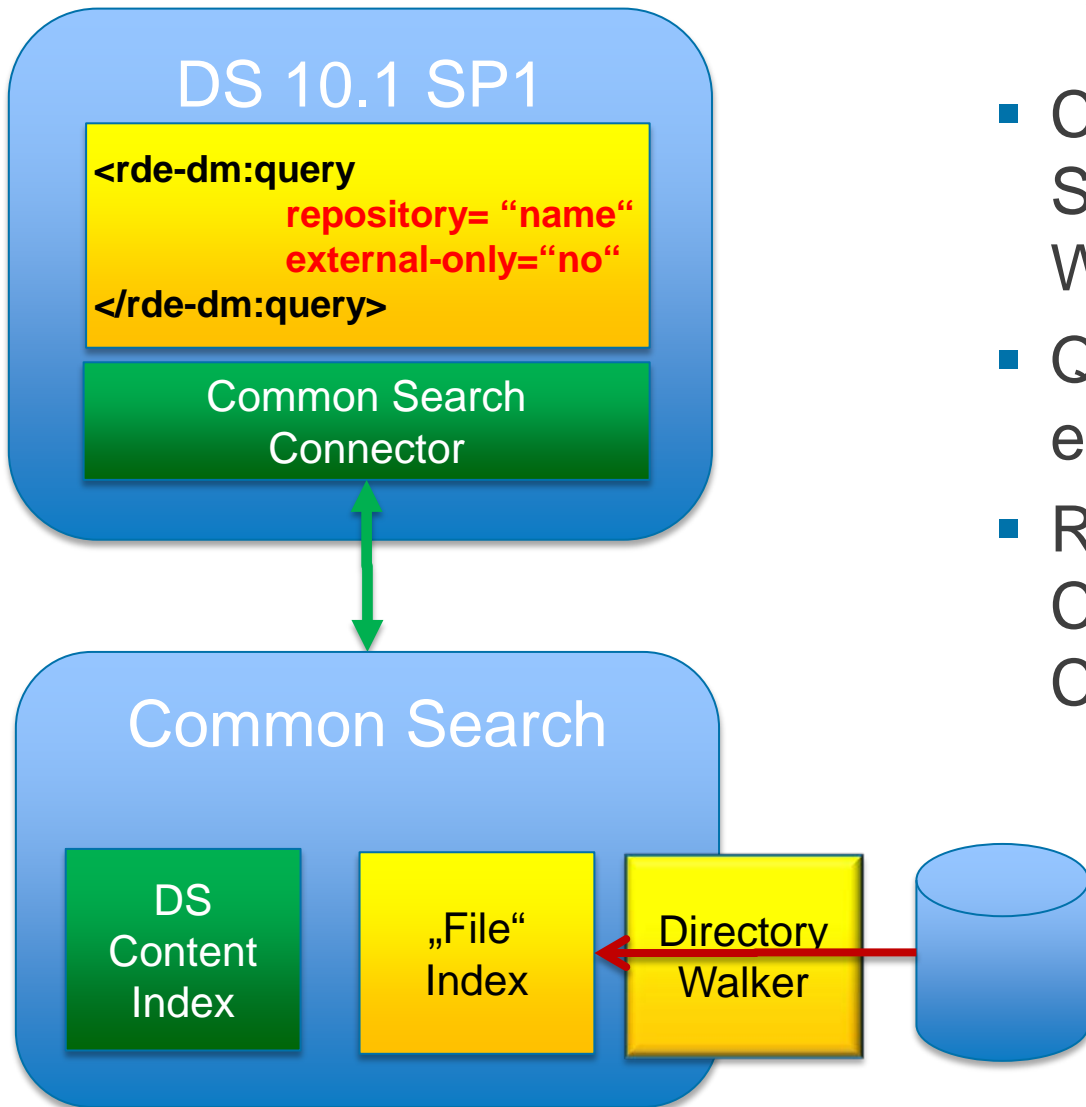 DS 10.1 SP1
<rde-dm:query
repository= “name“
external-only=“no“
</rde-dm:query>
Common Search
Connector
Common Search
DS
Content
Index
„File“
Index
Directory
Walker